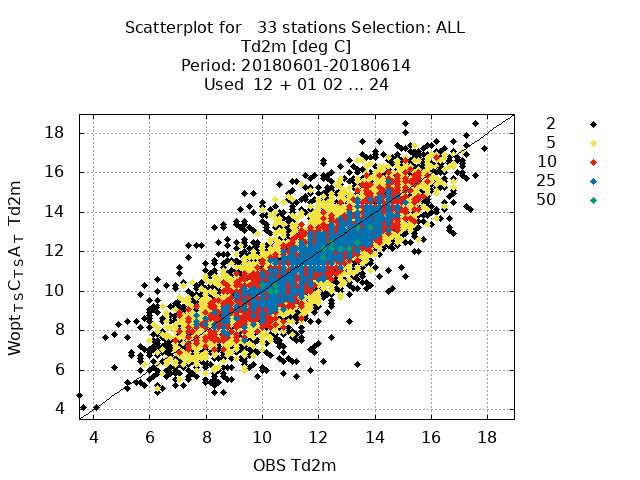 Scatterplot for   33 stations Selection: ALL
Td2m [deg C]
Period: 20180601-20180614
Used  12 + 01 02 ... 24
2
5
10
25
50
18
16
14
12
10
8
6
4
Wopt_TS C_TS A_T  Td2m
4 6 8 10 12 14 16 18
OBS Td2m